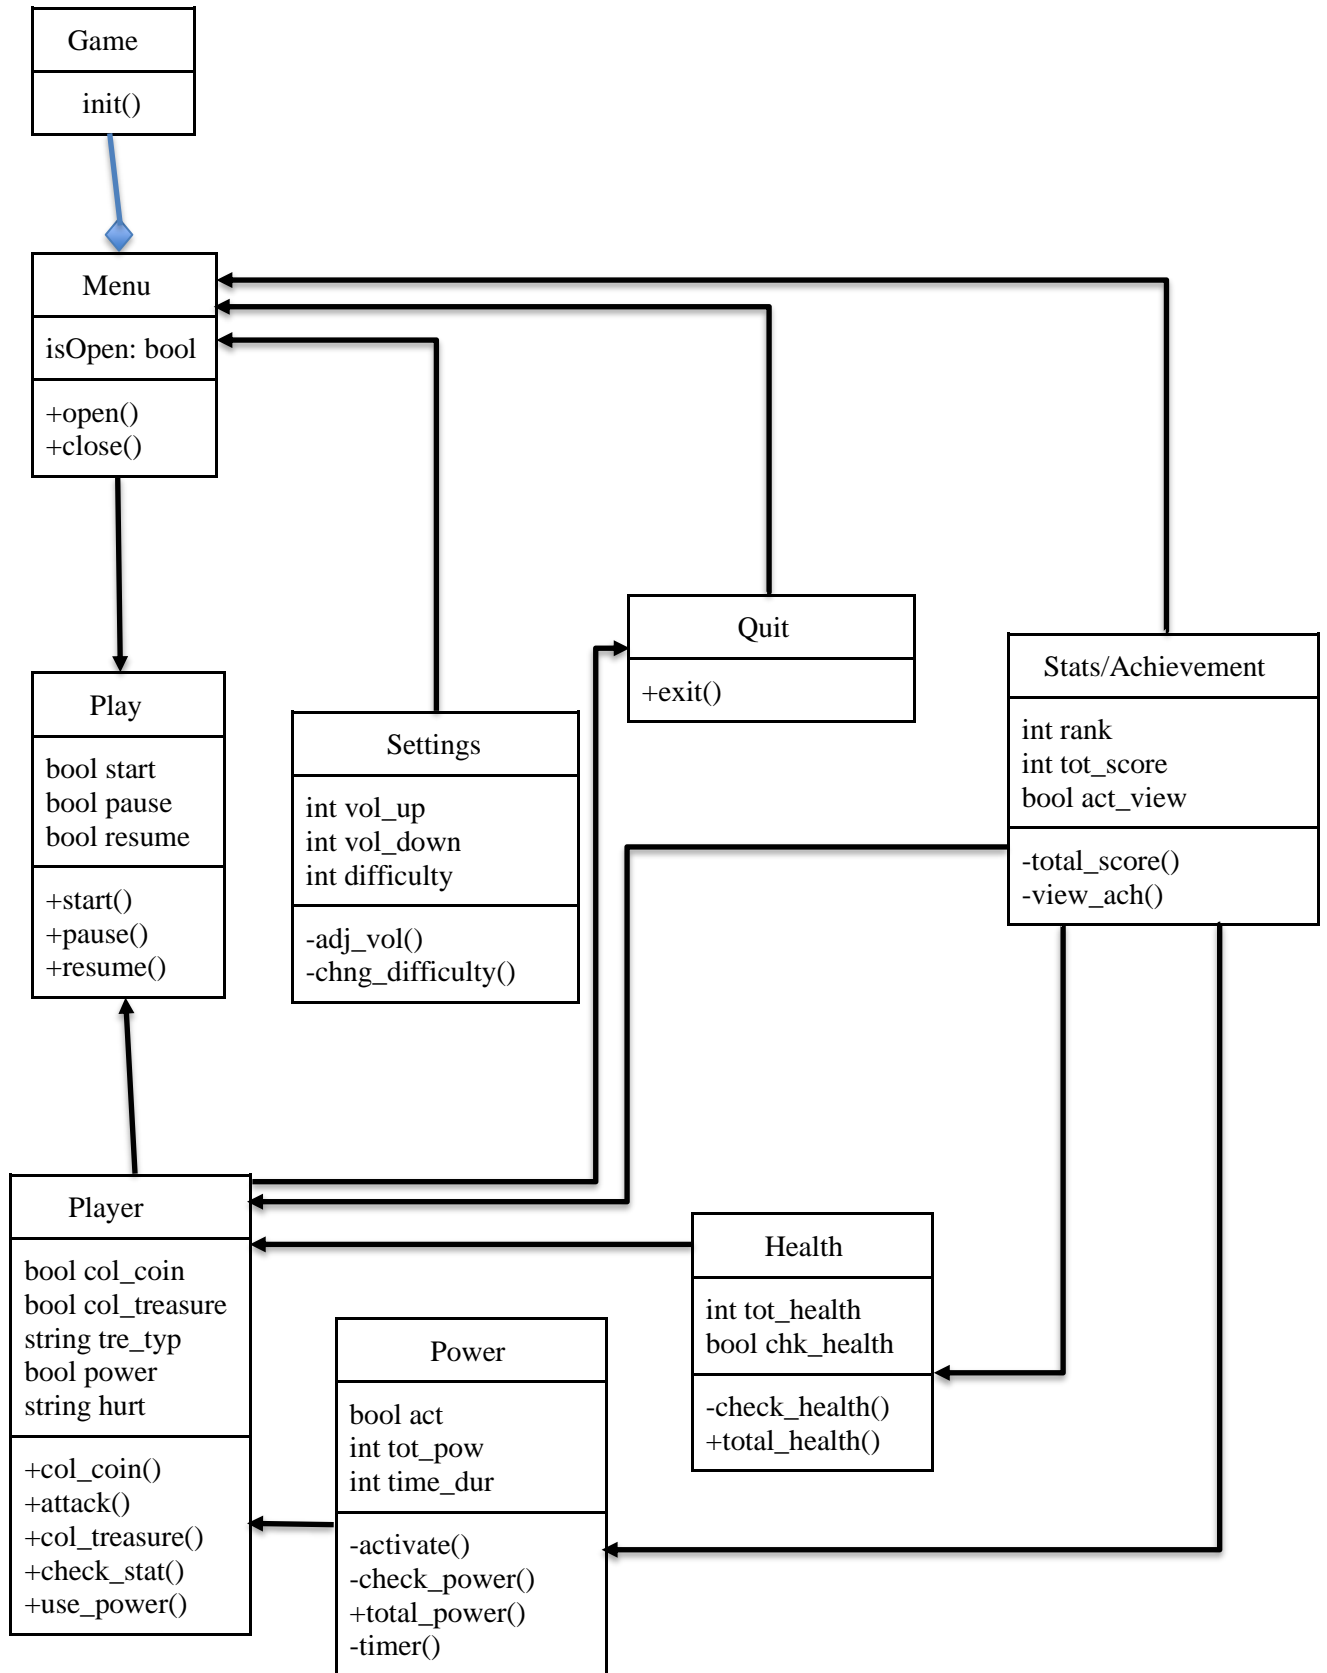 Game
init()
Menu
isOpen: bool
+open()
+close()
Play
bool start
bool pause
bool resume
+start()
+pause()
+resume()
Settings
int vol_up
int vol_down
int difficulty
-adj_vol()
-chng_difficulty()
Quit
+exit()
Stats/Achievement
int rank
int tot_score
bool act_view
-total_score()
-view_ach()
Player
bool col_coin
bool col_treasure
string tre_typ
bool power
string hurt
+col_coin()
+attack()
+col_treasure()
+check_stat()
+use_power()
Power
bool act
int tot_pow
int time_dur
-activate()
-check_power()
+total_power()
-timer()
Health
int tot_health
bool chk_health
-check_health()
+total_health()